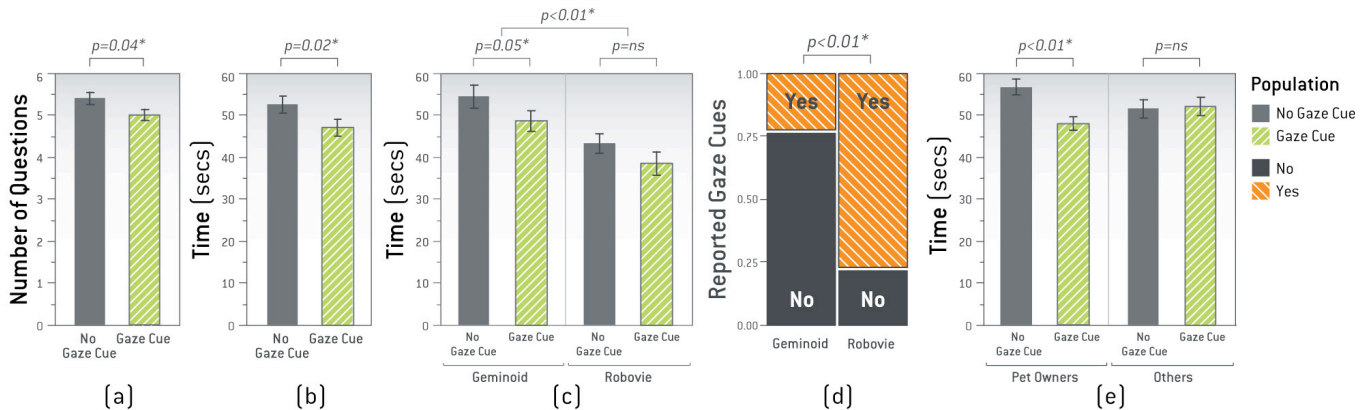 p=0.04*
6
5
4
3
2
1
0
Number of Questions
No
Gaze Cue
Gaze Cue
(a)
p=0.02*
60
50
40
30
20
10
0
Time (secs)
No
Gaze Cue
Gaze Cue
(b)
p<0.01*
p=0.05*
p=ns
60
50
40
30
20
10
0
Time (secs)
No
Gaze Cue
Gaze Cue
No
Gaze Cue
Gaze Cue
Geminoid
Robovie
(c)
p<0.01*
1.00
0.75
0.50
0.25
0.00
Reported Gaze Cues
Yes
Yes
No
No
Geminoid
Robovie
(d)
p<0.01*
p=ns
60
50
40
30
20
10
0
Time (secs)
No
Gaze Cue
Gaze Cue
No
Gaze Cue
Gaze Cue
Pet Owners
Others
(e)
Population
No Gaze Cue
Gaze Cue
No
Yes